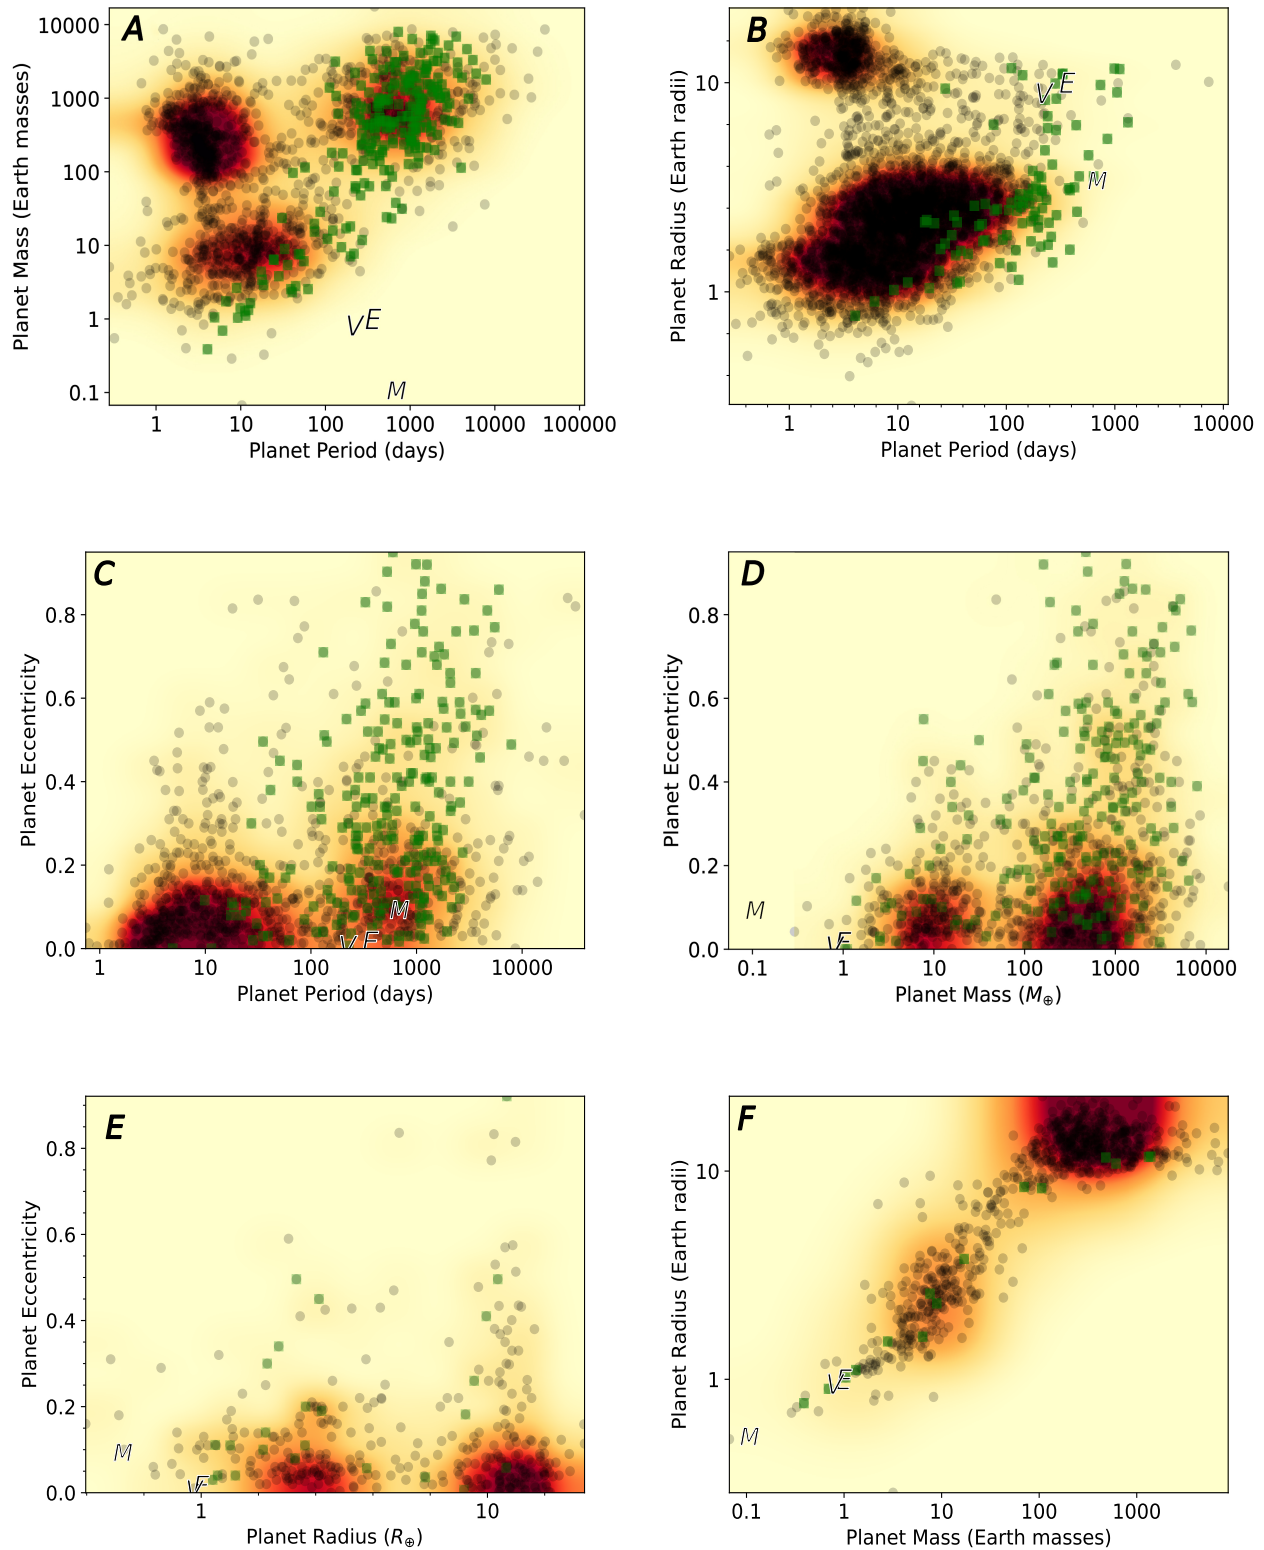 A
Planet Mass (Earth masses)
10000
1000
100
10
1
0.1
V E
M
1 10 100 1000 10000 100000
Planet Period (days)
B
Planet Radius (Earth radii)
10
1
V E
M
1 10 100 1000 10000
Planet Period (days)
C
Planet Eccentricity
0.8
0.6
0.4
0.2
0.0
M
V E
1 10 100 1000 10000
Planet Period (days)
D
Planet Eccentricity
0.8
0.6
0.4
0.2
0.0
M
V E
0.1 1 10 100 1000 10000
Planet Mass (M⊕)
E
Planet Eccentricity
0.8
0.6
0.4
0.2
0.0
M
V E
1 10
Planet Radius (R⊕)
F
Planet Radius (Earth radii)
10
1
V E
M
0.1 1 10 100 1000
Planet Mass (Earth masses)